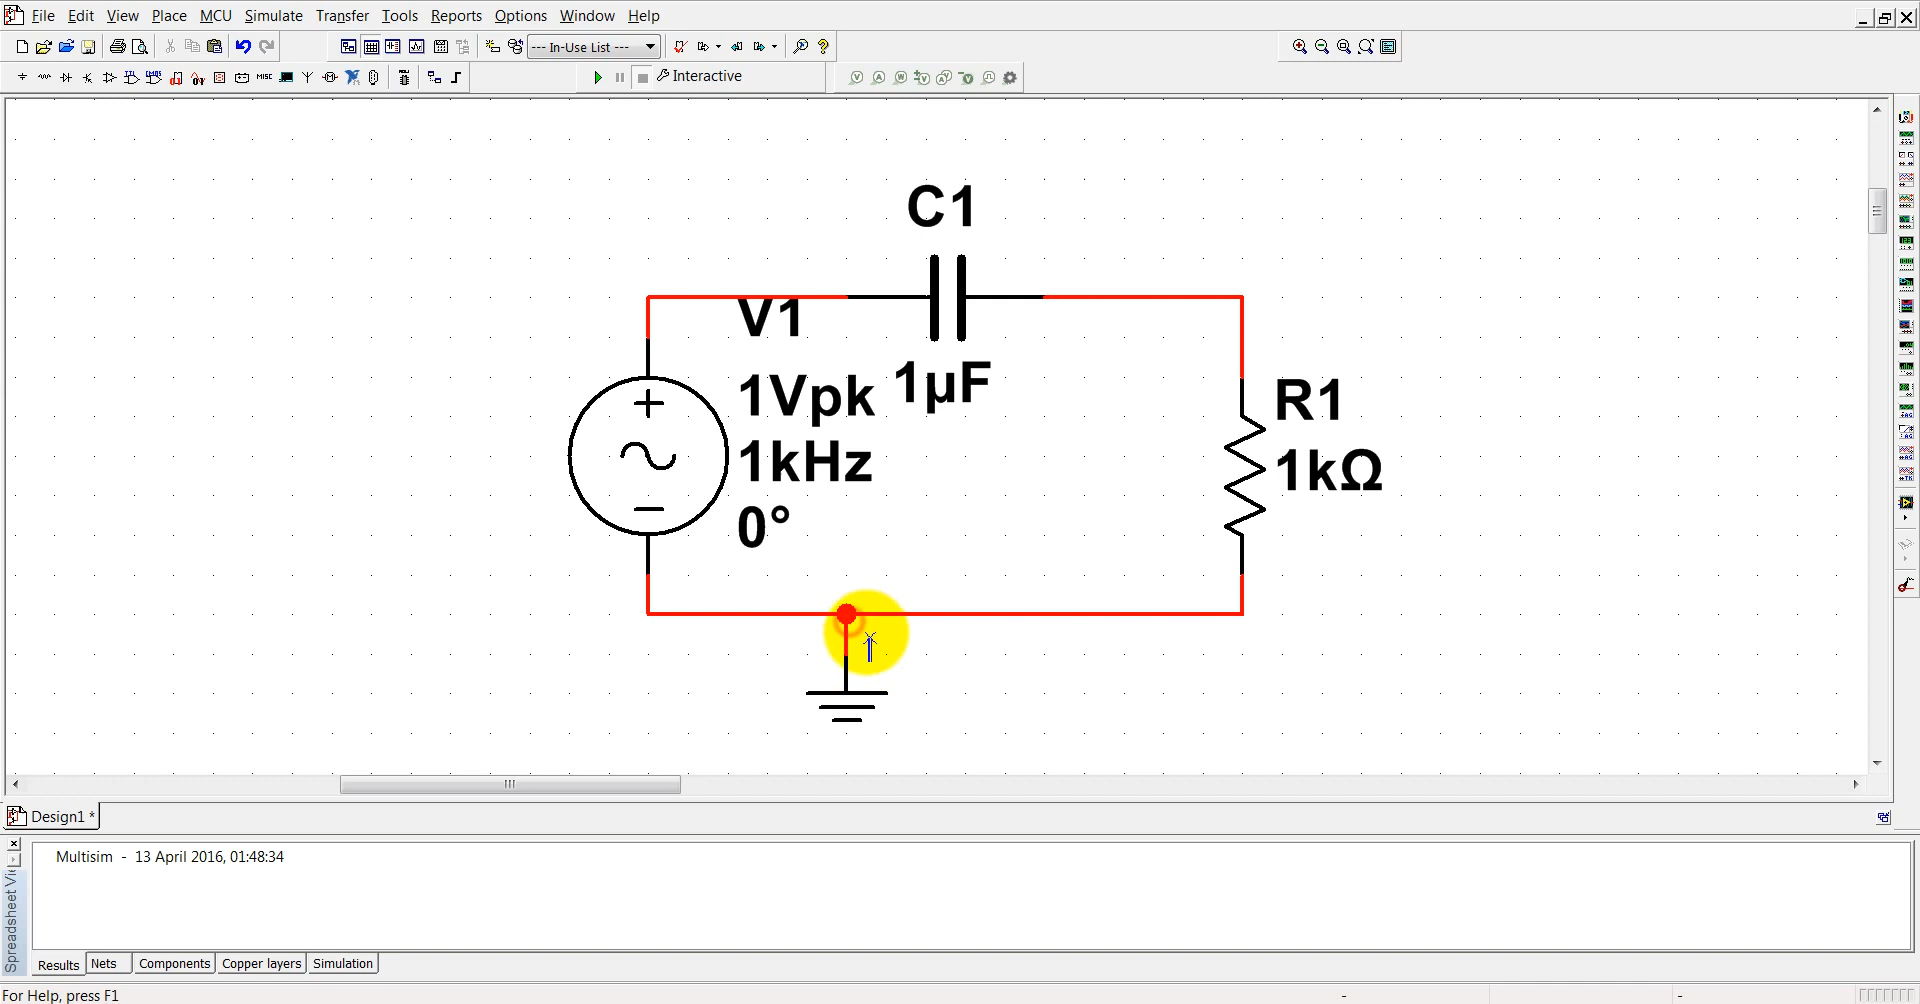 File Edit View Place MCU Simulate Transfer Tools Reports Options Window Help
--- In-Use List ---
Interactive
C1
V1
1Vpk 1µF
R1
1kHz
1kΩ
0°
Design1 *
Multisim - 13 April 2016, 01:48:34
Results Nets Components Copper layers Simulation
For Help, press F1 - -